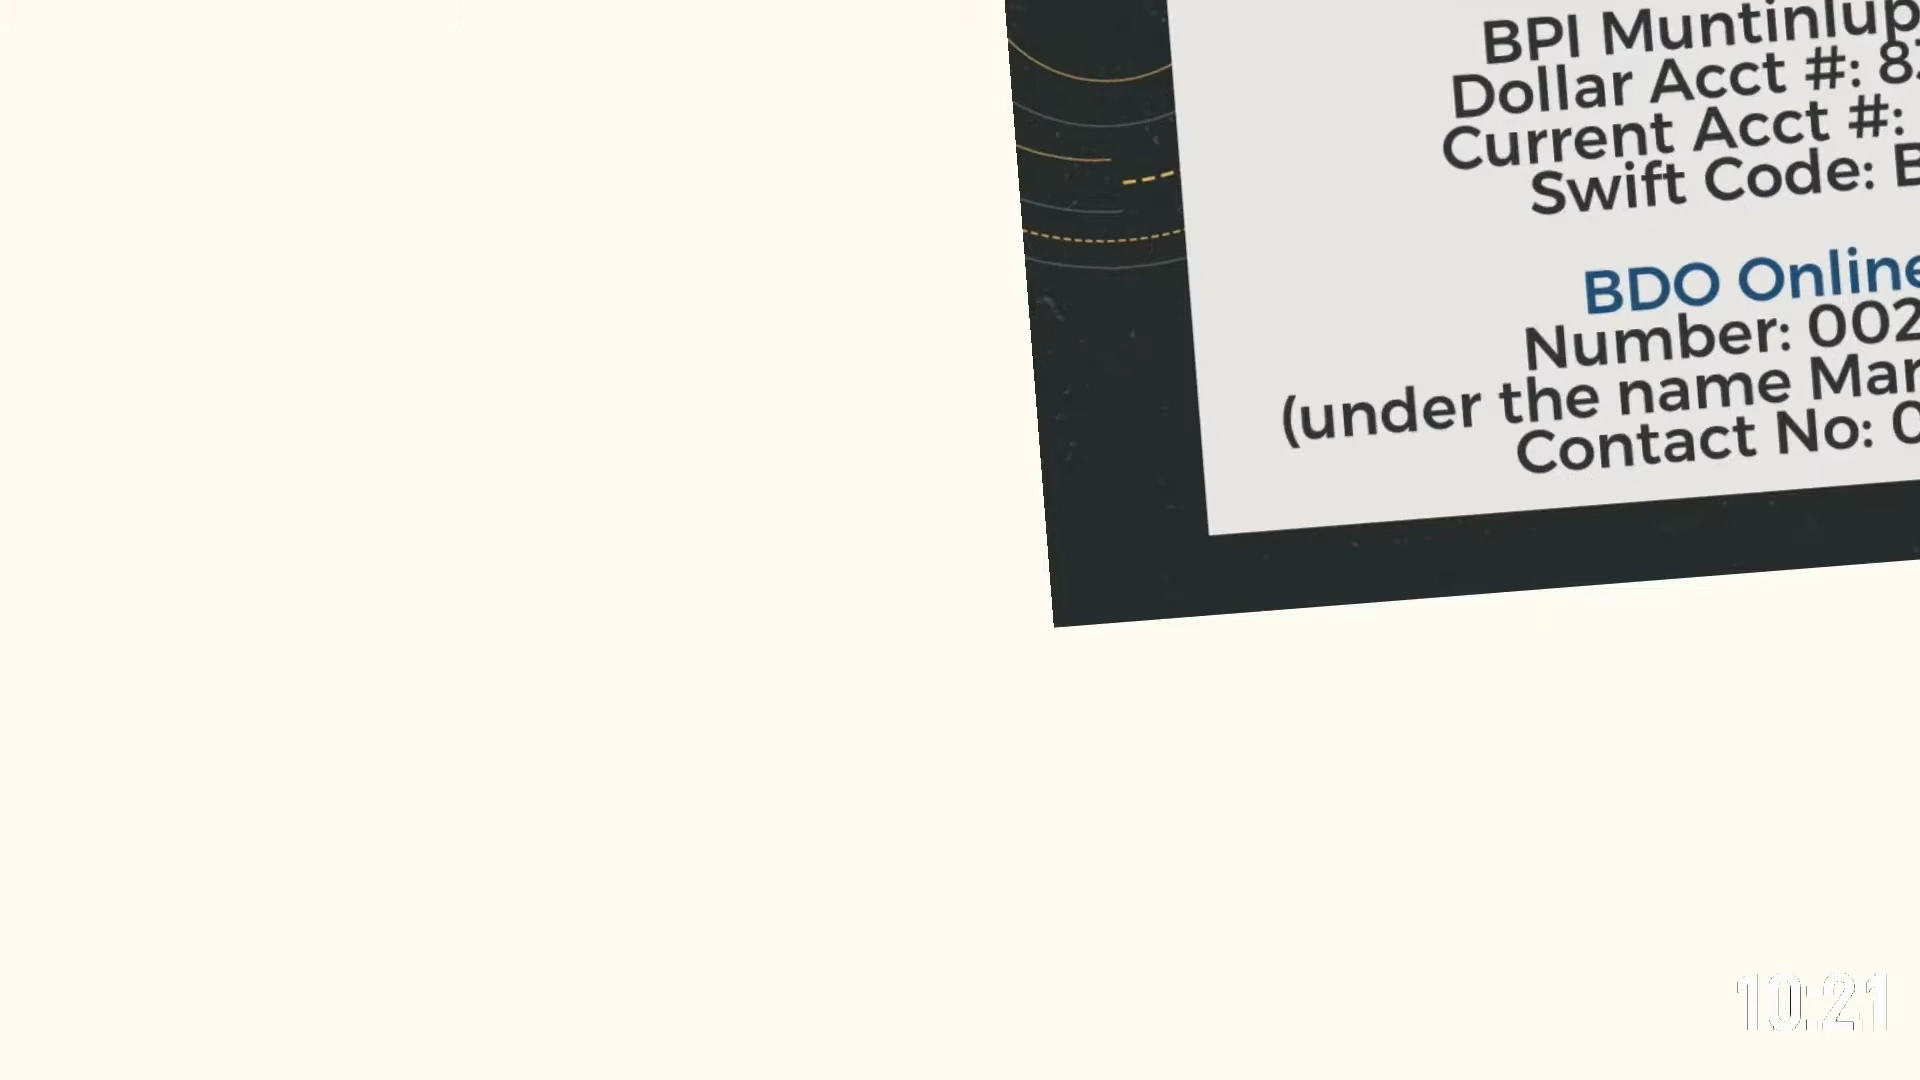 BPI Muntinlup
Dollar Acct #: 8
Current Acct #:
Swift Code: B
BDO Online
Number: 002
(under the name Mar
Contact No: 0
10:21